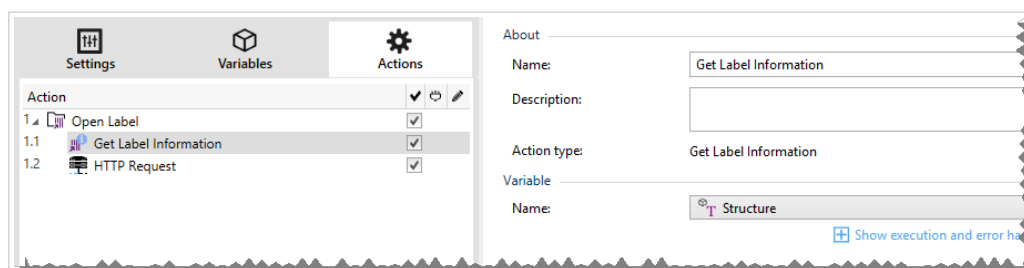 Settings
Variables
Actions
Action
1 Open Label
1.1 Get Label Information
1.2 HTTP Request
About
Name: Get Label Information
Description:
Action type: Get Label Information
Variable
Name: Structure
Show execution and error